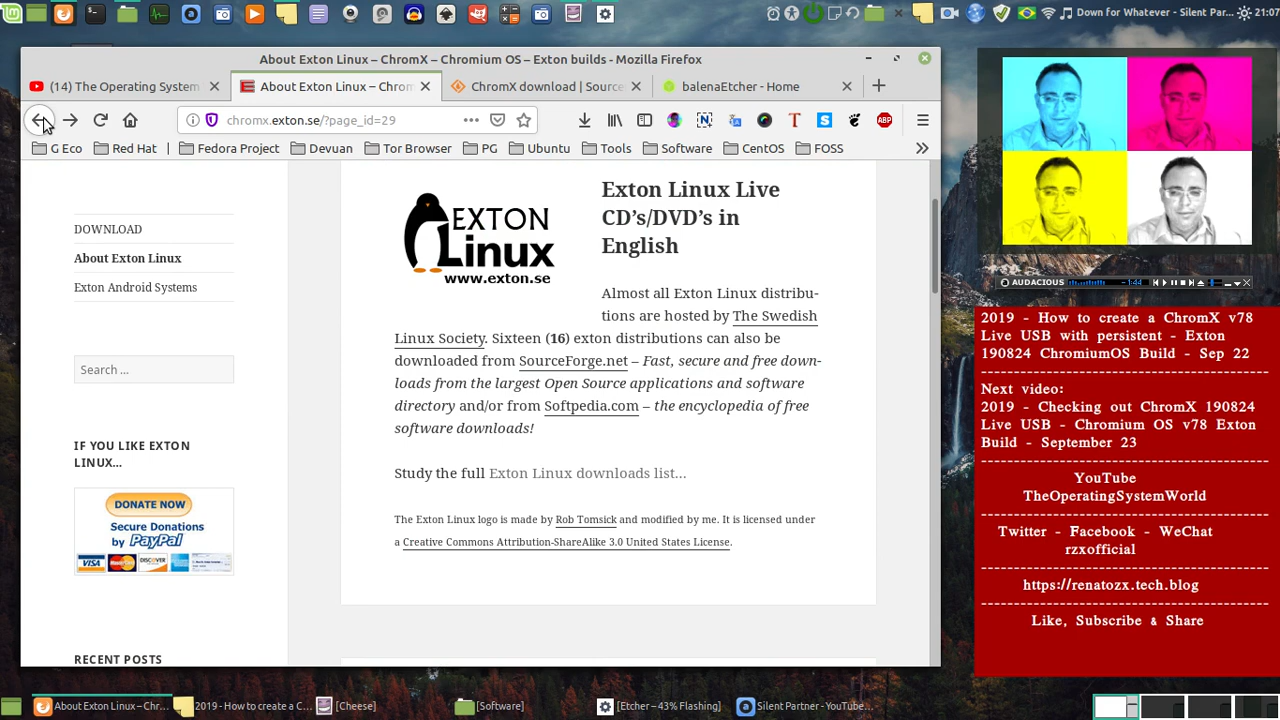 Down for Whatever - Silent Par...
21:07
About Exton Linux – ChromX – Chromium OS – Exton builds - Mozilla Firefox
(14) The Operating System
About Exton Linux – Chrom
ChromX download | Source
balenaEtcher - Home
chromx.exton.se/?page_id=29
ABP
G Eco
Red Hat
Fedora Project
Devuan
Tor Browser
PG
Ubuntu
Tools
Software
CentOS
FOSS
DOWNLOAD
About Exton Linux
Exton Android Systems
Search ...
IF YOU LIKE EXTON
LINUX...
DONATE NOW
Secure Donations
by PayPal
VISA
RECENT POSTS
EXTON
Linux
www.exton.se
Exton Linux Live
CD’s/DVD’s in
English
Almost all Exton Linux distribu-
tions are hosted by The Swedish
Linux Society. Sixteen (16) exton distributions can also be
downloaded from SourceForge.net – Fast, secure and free down-
loads from the largest Open Source applications and software
directory and/or from Softpedia.com – the encyclopedia of free
software downloads!
Study the full Exton Linux downloads list...
The Exton Linux logo is made by Rob Tomsick and modified by me. It is licensed under
a Creative Commons Attribution-ShareAlike 3.0 United States License.
AUDACIOUS
-1:44
2019 - How to create a ChromX v78
Live USB with persistent - Exton
190824 ChromiumOS Build - Sep 22
Next video:
2019 - Checking out ChromX 190824
Live USB - Chromium OS v78 Exton
Build - September 23
YouTube
TheOperatingSystemWorld
Twitter - Facebook - WeChat
rzxofficial
https://renatozx.tech.blog
Like, Subscribe & Share
About Exton Linux – Chr...
2019 - How to create a C...
[Cheese]
[Software]
[Etcher – 43% Flashing]
Silent Partner - YouTube...